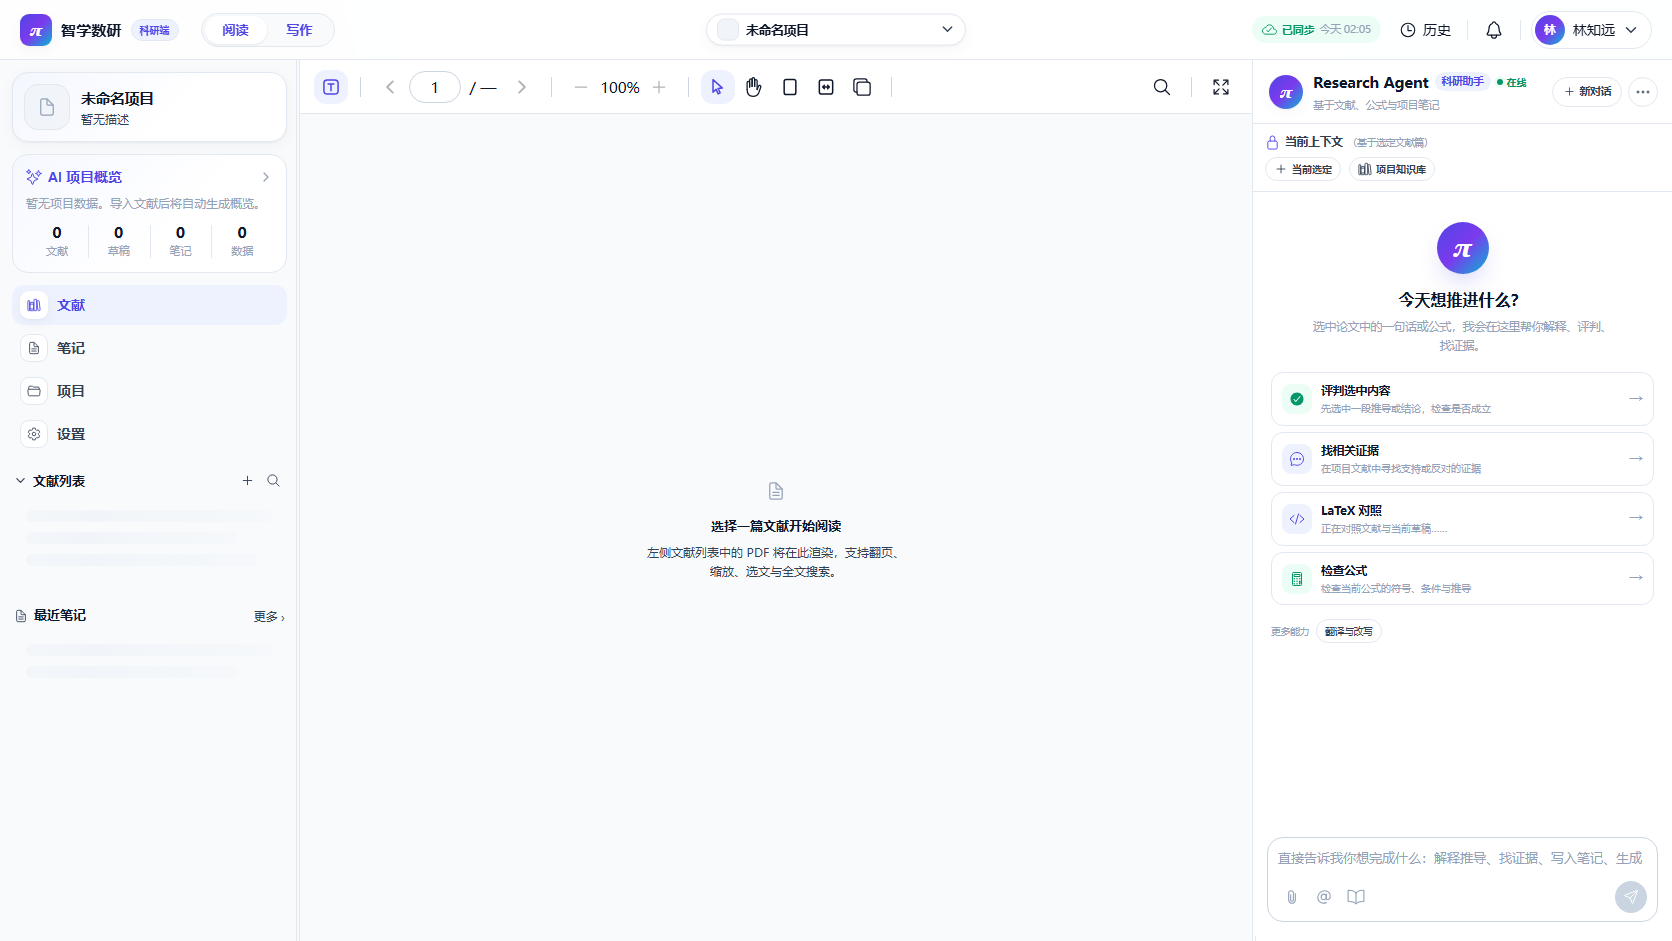 π 智学数研 科研端 阅读 写作
未命名项目
已同步 今天 02:05 历史 林 林知远
未命名项目
暂无描述
AI 项目概览
暂无项目数据。导入文献后将自动生成概览。
0 0 0 0
文献 草稿 笔记 数据
文献
笔记
项目
设置
文献列表
最近笔记 更多 ›
1 / — 100%
选择一篇文献开始阅读
左侧文献列表中的 PDF 将在此渲染，支持翻页、
缩放、选文与全文搜索。
π Research Agent 科研助手 在线
基于文献、公式与项目笔记
+ 新对话
当前上下文 （基于选定文献篇）
+ 当前选定 项目知识库
π
今天想推进什么？
选中论文中的一句话或公式，我会在这里帮你解释、评判、
找证据。
评判选中内容
先选中一段推导或结论，检查是否成立
找相关证据
在项目文献中寻找支持或反对的证据
LaTeX 对照
正在对照文献与当前草稿……
检查公式
检查当前公式的符号、条件与推导
更多能力 翻译与改写
直接告诉我你想完成什么：解释推导、找证据、写入笔记、生成